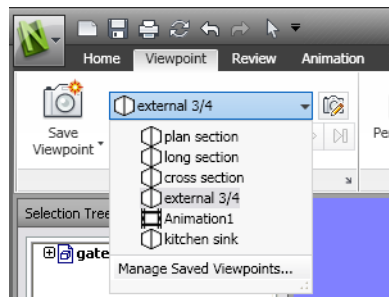 Home Viewpoint Review Animation
external 3/4
Save
Viewpoint
Pe
plan section
long section
cross section
external 3/4
Animation1
kitchen sink
Manage Saved Viewpoints...
Selection Tree
gate